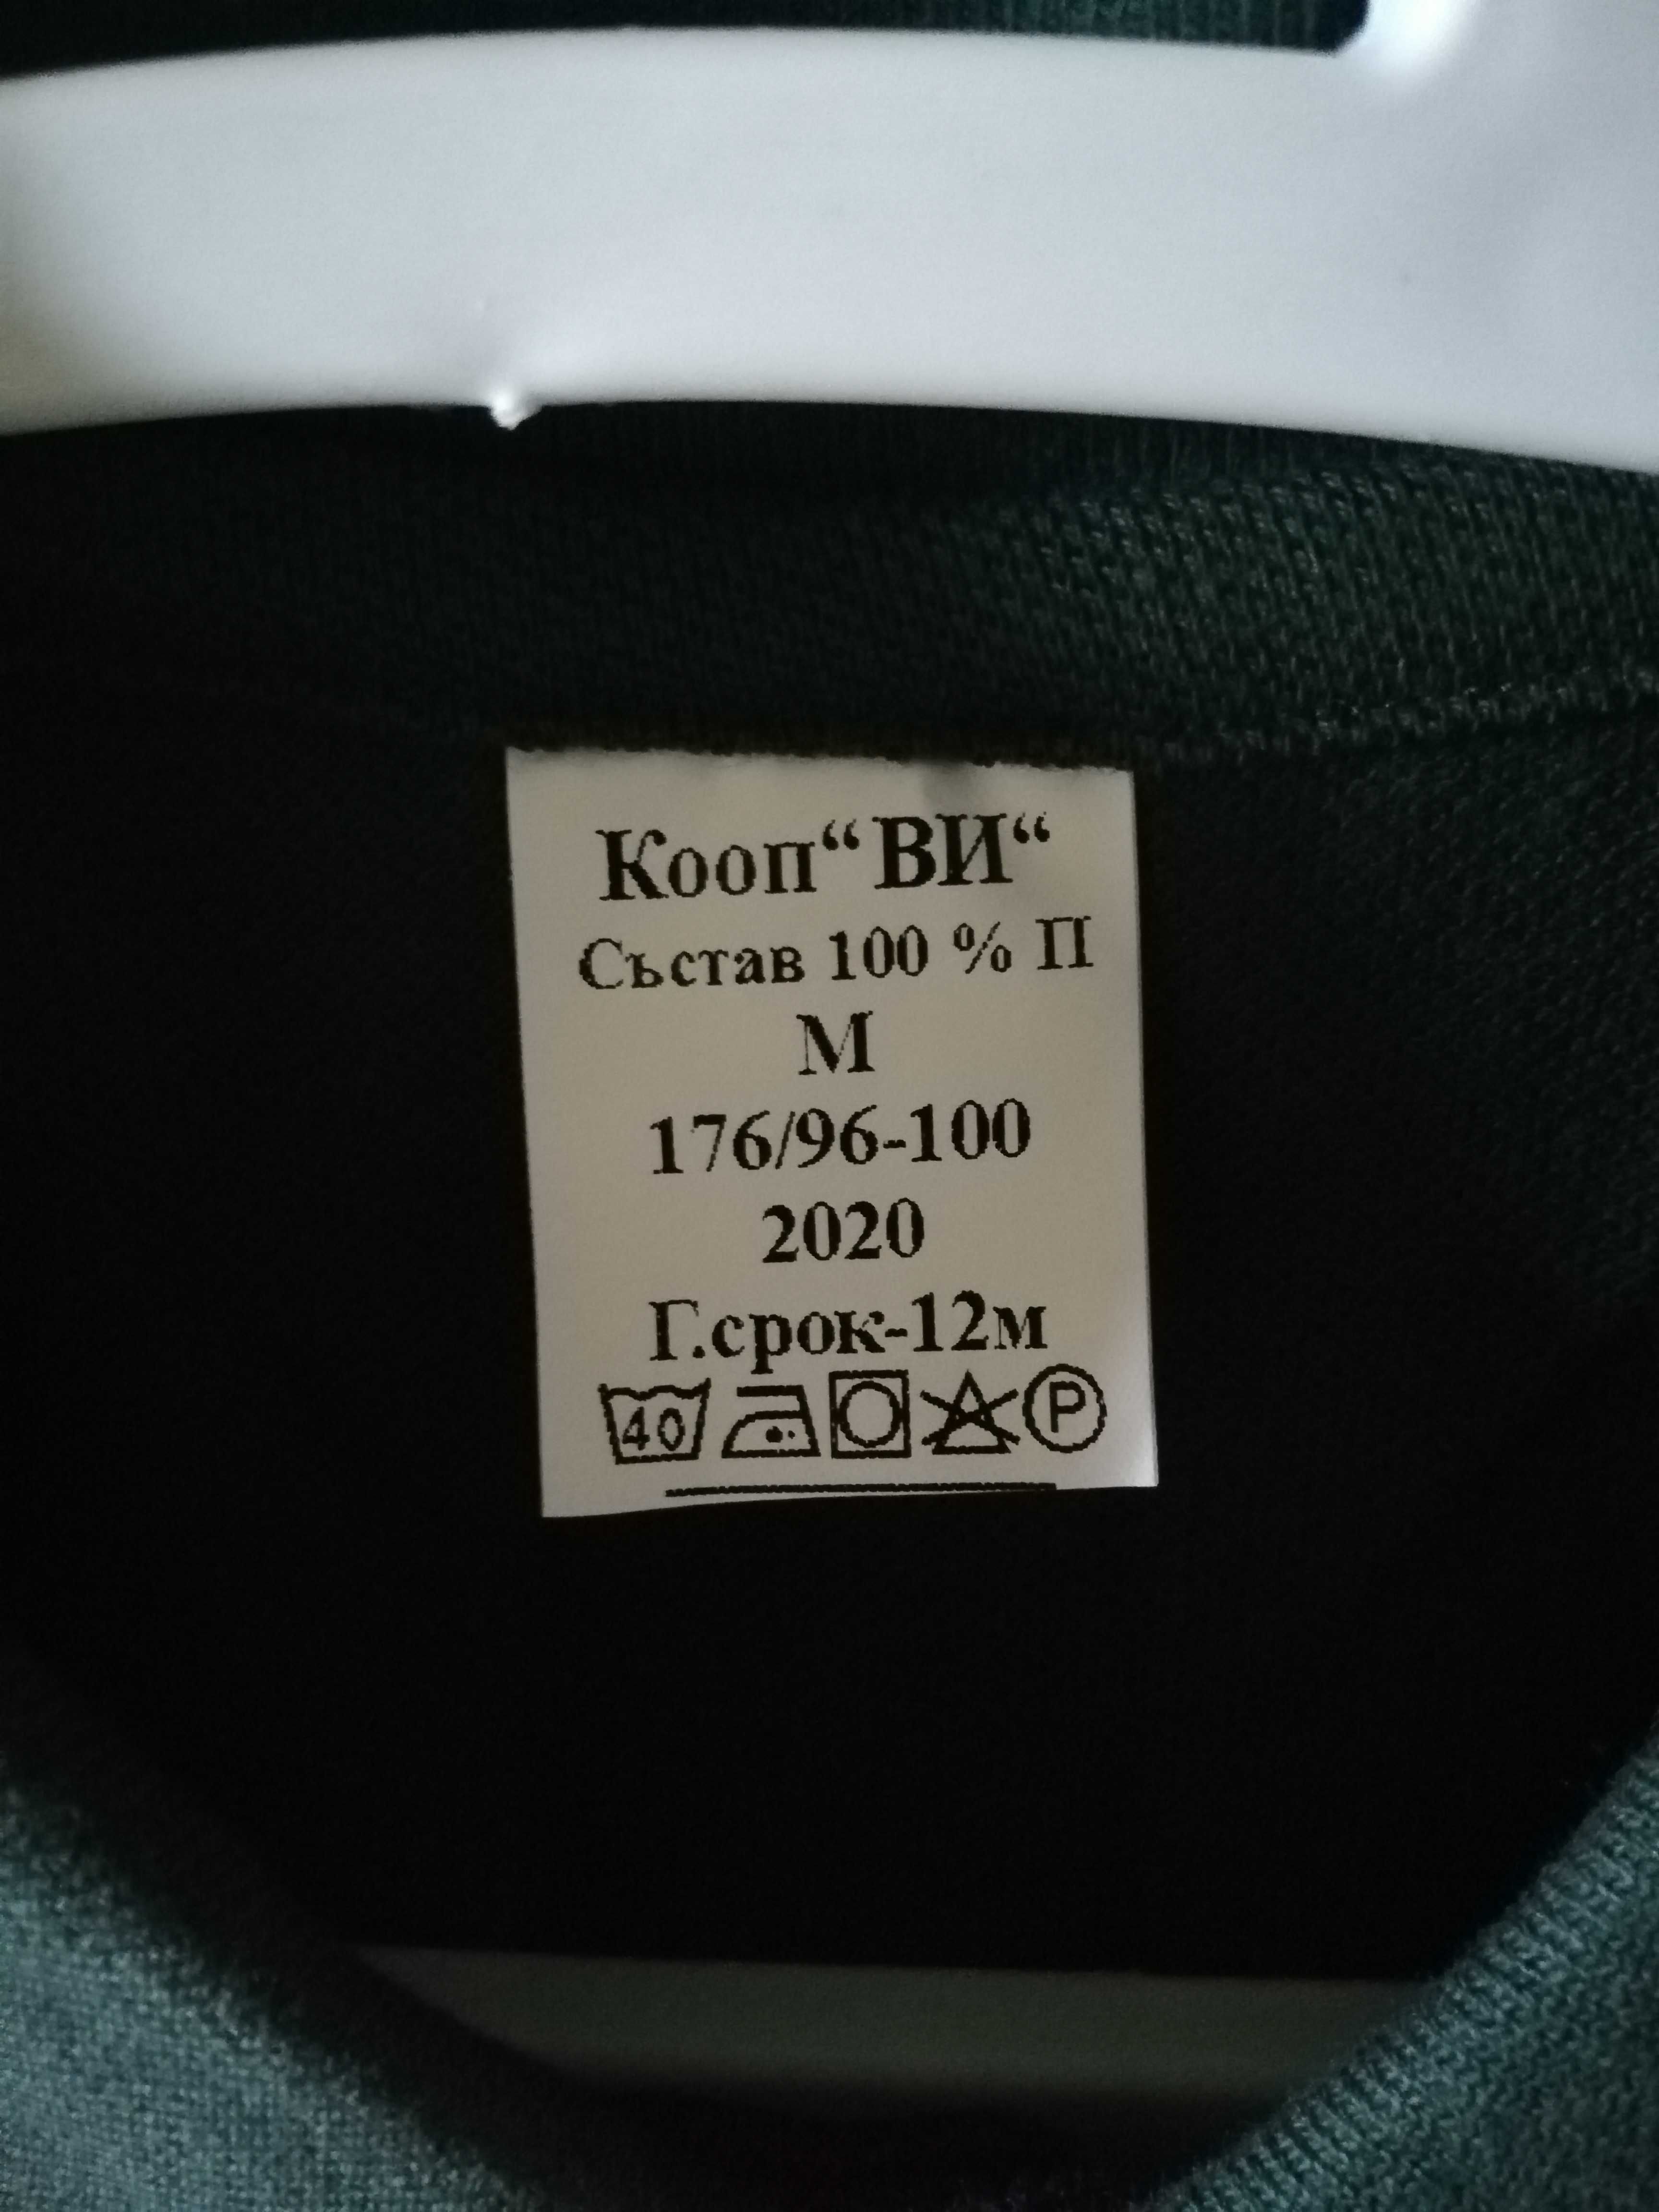 Кооп“ВИ“
Състав 100 % П
М
176/96-100
2020
Г.срок-12м
40 P